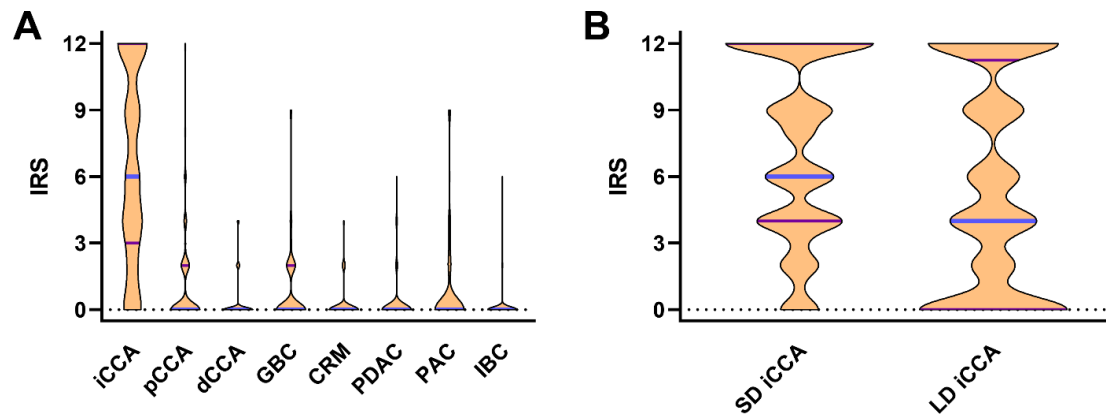 A
IRS
12
9
6
3
0
iCCA
pCCA
dCCA
GBC
CRM
PDAC
PAC
IBC
B
IRS
12
9
6
3
0
SD iCCA
LD iCCA